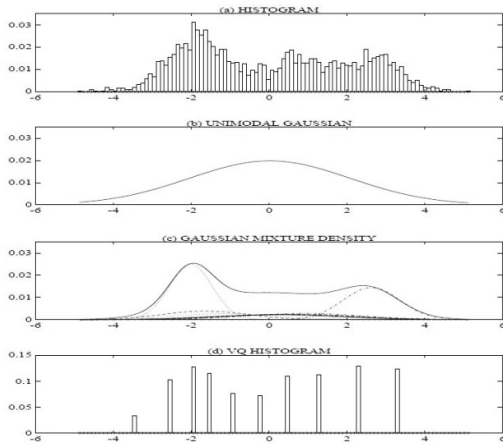 (a) HISTOGRAM
0.03
0.02
0.01
0
-6 -4 -2 0 2 4 6
(b) UNIMODAL GAUSSIAN
0.03
0.02
0.01
0
-6 -4 -2 0 2 4 6
(c) GAUSSIAN MIXTURE DENSITY
0.03
0.02
0.01
0
-6 -4 -2 0 2 4 6
(d) VQ HISTOGRAM
0.15
0.1
0.05
0
-6 -4 -2 0 2 4 6